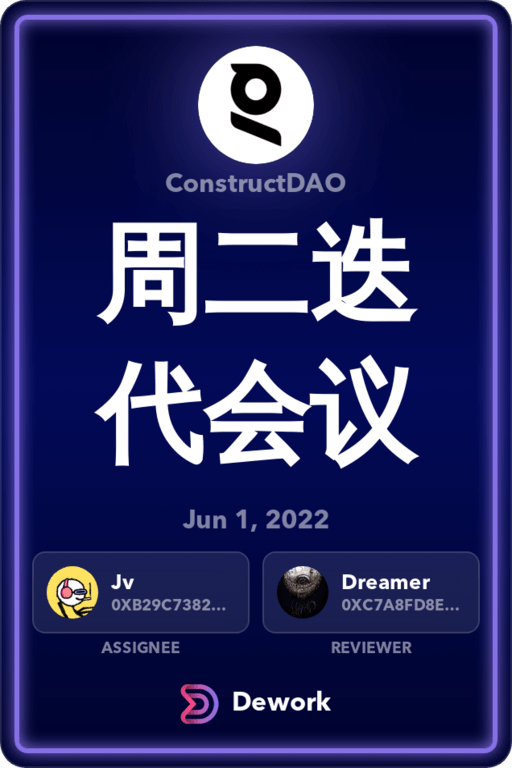 ConstructDAO
周二迭
代会议
Jun 1, 2022
Jv
0XB29C7382...
Dreamer
0XC7A8FD8E...
ASSIGNEE
REVIEWER
Dework